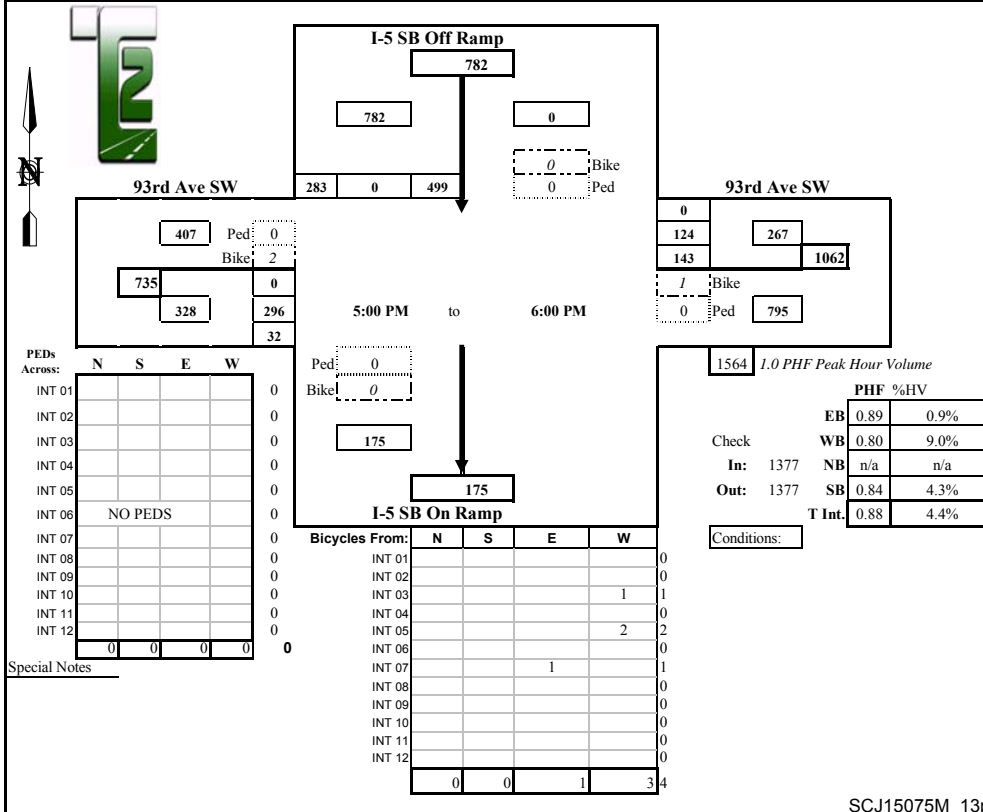 T2
N
I-5 SB Off Ramp
782
782 0
0 Bike
0 Ped
93rd Ave SW
283 0 499
93rd Ave SW
407 Ped 0
Bike 2
735 0
328 296
32
5:00 PM to 6:00 PM
0
124 267
143 1062
1 Bike
0 Ped 795
Ped 0
Bike 0
175
175
I-5 SB On Ramp
1564 1.0 PHF Peak Hour Volume
PHF %HV
EB 0.89 0.9%
Check WB 0.80 9.0%
In: 1377 NB n/a n/a
Out: 1377 SB 0.84 4.3%
T Int. 0.88 4.4%
Conditions:
PEDs
Across: N S E W
INT 01 0
INT 02 0
INT 03 0
INT 04 0
INT 05 0
INT 06 NO PEDS 0
INT 07 0
INT 08 0
INT 09 0
INT 10 0
INT 11 0
INT 12 0
0 0 0 0 0
Special Notes
Bicycles From: N S E W
INT 01 0
INT 02 0
INT 03 1 1
INT 04 0
INT 05 2 2
INT 06 0
INT 07 1 1
INT 08 0
INT 09 0
INT 10 0
INT 11 0
INT 12 0
0 0 1 3 4